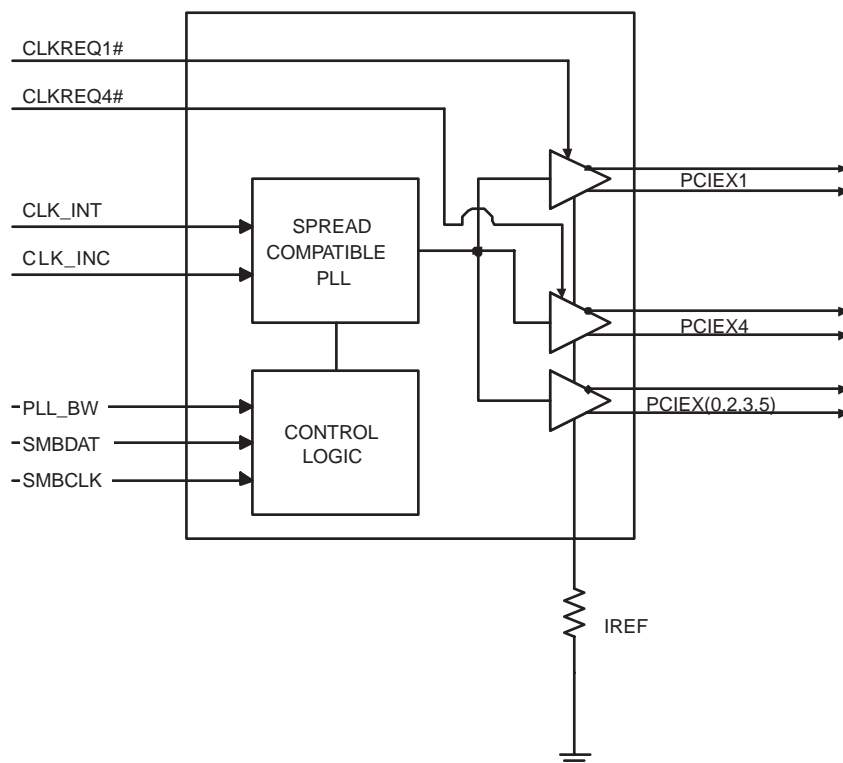 CLKREQ1#
CLKREQ4#
PCIEX1
CLK_INT
CLK_INC
SPREAD
COMPATIBLE
PLL
PCIEX4
PCIEX(0,2,3,5)
PLL_BW
SMBDAT
SMBCLK
CONTROL
LOGIC
IREF